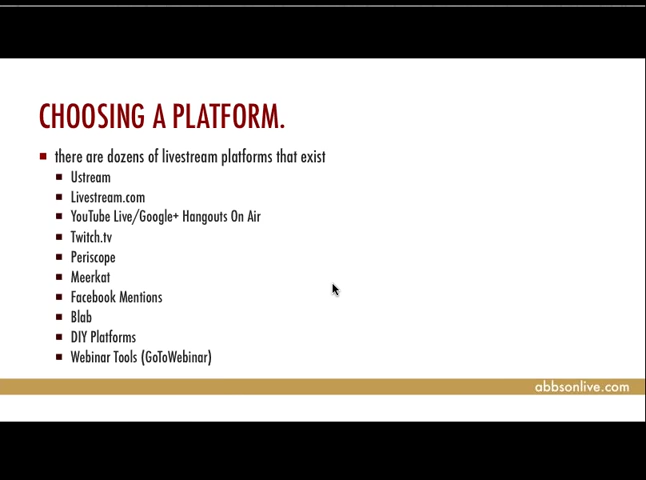 CHOOSING A PLATFORM.
there are dozens of livestream platforms that exist
Ustream
Livestream.com
YouTube Live/Google+ Hangouts On Air
Twitch.tv
Periscope
Meerkat
Facebook Mentions
Blab
DIY Platforms
Webinar Tools (GoToWebinar)
abbsonlive.com